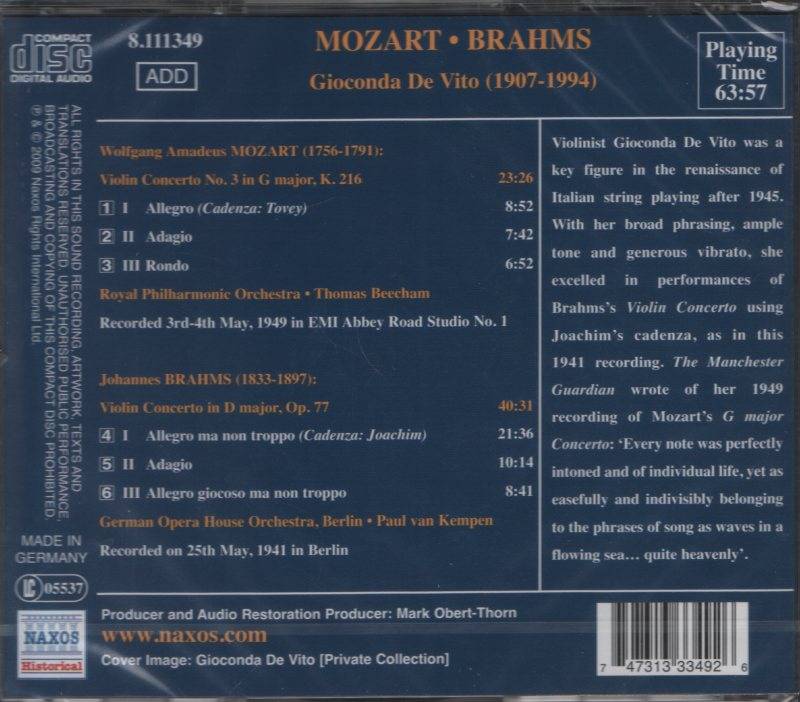 COMPACT
disc
DIGITAL AUDIO
8.111349
ADD
MOZART • BRAHMS
Gioconda De Vito (1907-1994)
Playing
Time
63:57
ALL RIGHTS IN THIS SOUND RECORDING, ARTWORK, TEXTS AND
TRANSLATIONS RESERVED. UNAUTHORISED PUBLIC PERFORMANCE,
BROADCASTING AND COPYING OF THIS COMPACT DISC PROHIBITED.
℗ & © 2009 Naxos Rights International Ltd.
Wolfgang Amadeus MOZART (1756-1791):
Violin Concerto No. 3 in G major, K. 216 23:26
1 I Allegro (Cadenza: Tovey) 8:52
2 II Adagio 7:42
3 III Rondo 6:52
Royal Philharmonic Orchestra • Thomas Beecham
Recorded 3rd-4th May, 1949 in EMI Abbey Road Studio No. 1
Johannes BRAHMS (1833-1897):
Violin Concerto in D major, Op. 77 40:31
4 I Allegro ma non troppo (Cadenza: Joachim) 21:36
5 II Adagio 10:14
6 III Allegro giocoso ma non troppo 8:41
German Opera House Orchestra, Berlin • Paul van Kempen
Recorded on 25th May, 1941 in Berlin
Violinist Gioconda De Vito was a
key figure in the renaissance of
Italian string playing after 1945.
With her broad phrasing, ample
tone and generous vibrato, she
excelled in performances of
Brahms's Violin Concerto using
Joachim's cadenza, as in this
1941 recording. The Manchester
Guardian wrote of her 1949
recording of Mozart's G major
Concerto: ‘Every note was perfectly
intoned and of individual life, yet as
easefully and indivisibly belonging
to the phrases of song as waves in a
flowing sea… quite heavenly’.
MADE IN
GERMANY
LC 05537
NAXOS
Historical
Producer and Audio Restoration Producer: Mark Obert-Thorn
www.naxos.com
Cover Image: Gioconda De Vito [Private Collection]
7 47313 33492 6